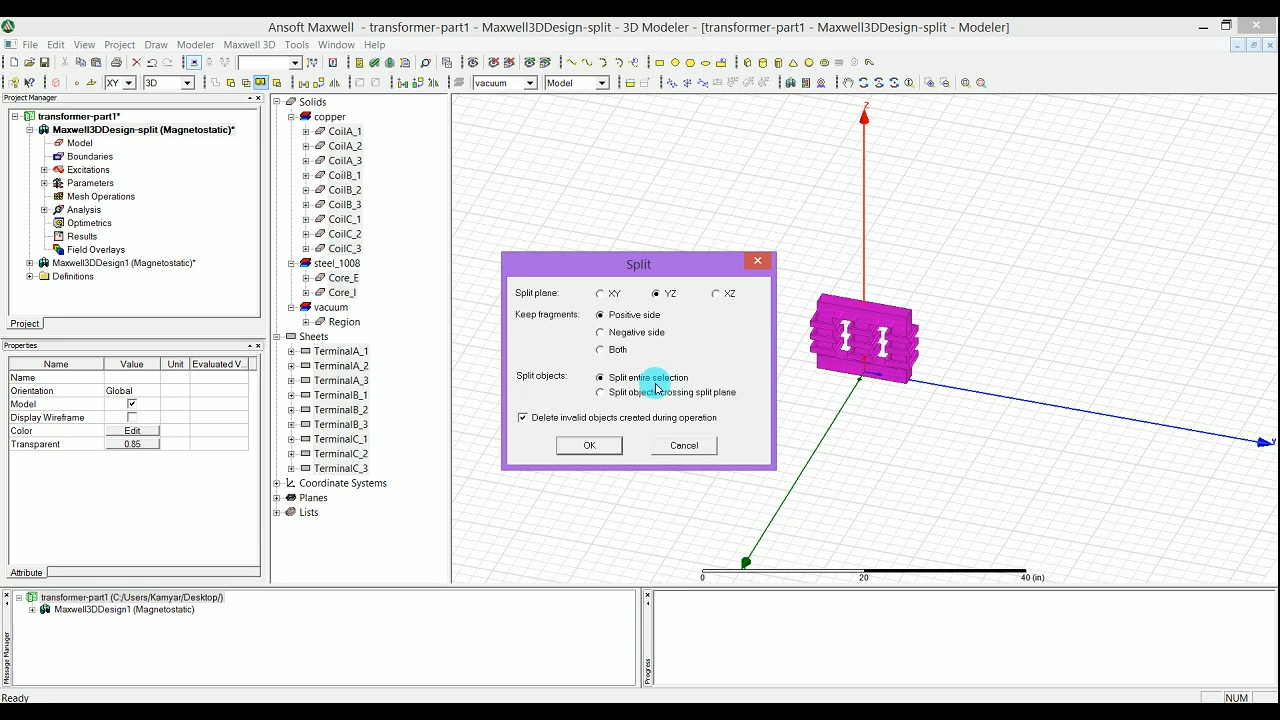 Ansoft Maxwell - transformer-part1 - Maxwell3DDesign-split - 3D Modeler - [transformer-part1 - Maxwell3DDesign-split - Modeler]
File Edit View Project Draw Modeler Maxwell 3D Tools Window Help
XY 3D vacuum Model
Project Manager
transformer-part1*
Maxwell3DDesign-split (Magnetostatic)*
Model
Boundaries
Excitations
Parameters
Mesh Operations
Analysis
Optimetrics
Results
Field Overlays
Maxwell3DDesign1 (Magnetostatic)*
Definitions
Project
Properties
Name Value Unit Evaluated V...
Name
Orientation Global
Model
Display Wireframe
Color Edit
Transparent 0.85
Attribute
Solids
copper
CoilA_1
CoilA_2
CoilA_3
CoilB_1
CoilB_2
CoilB_3
CoilC_1
CoilC_2
CoilC_3
steel_1008
Core_E
Core_I
vacuum
Region
Sheets
TerminalA_1
TerminalA_2
TerminalA_3
TerminalB_1
TerminalB_2
TerminalB_3
TerminalC_1
TerminalC_2
TerminalC_3
Coordinate Systems
Planes
Lists
Split
Split plane: XY YZ XZ
Keep fragments: Positive side
Negative side
Both
Split objects: Split entire selection
Split objects crossing split plane
Delete invalid objects created during operation
OK Cancel
Z
0 20 40 (in)
transformer-part1 (C:/Users/Kamyar/Desktop/)
Maxwell3DDesign1 (Magnetostatic)
Message Manager
Progress
Ready
NUM